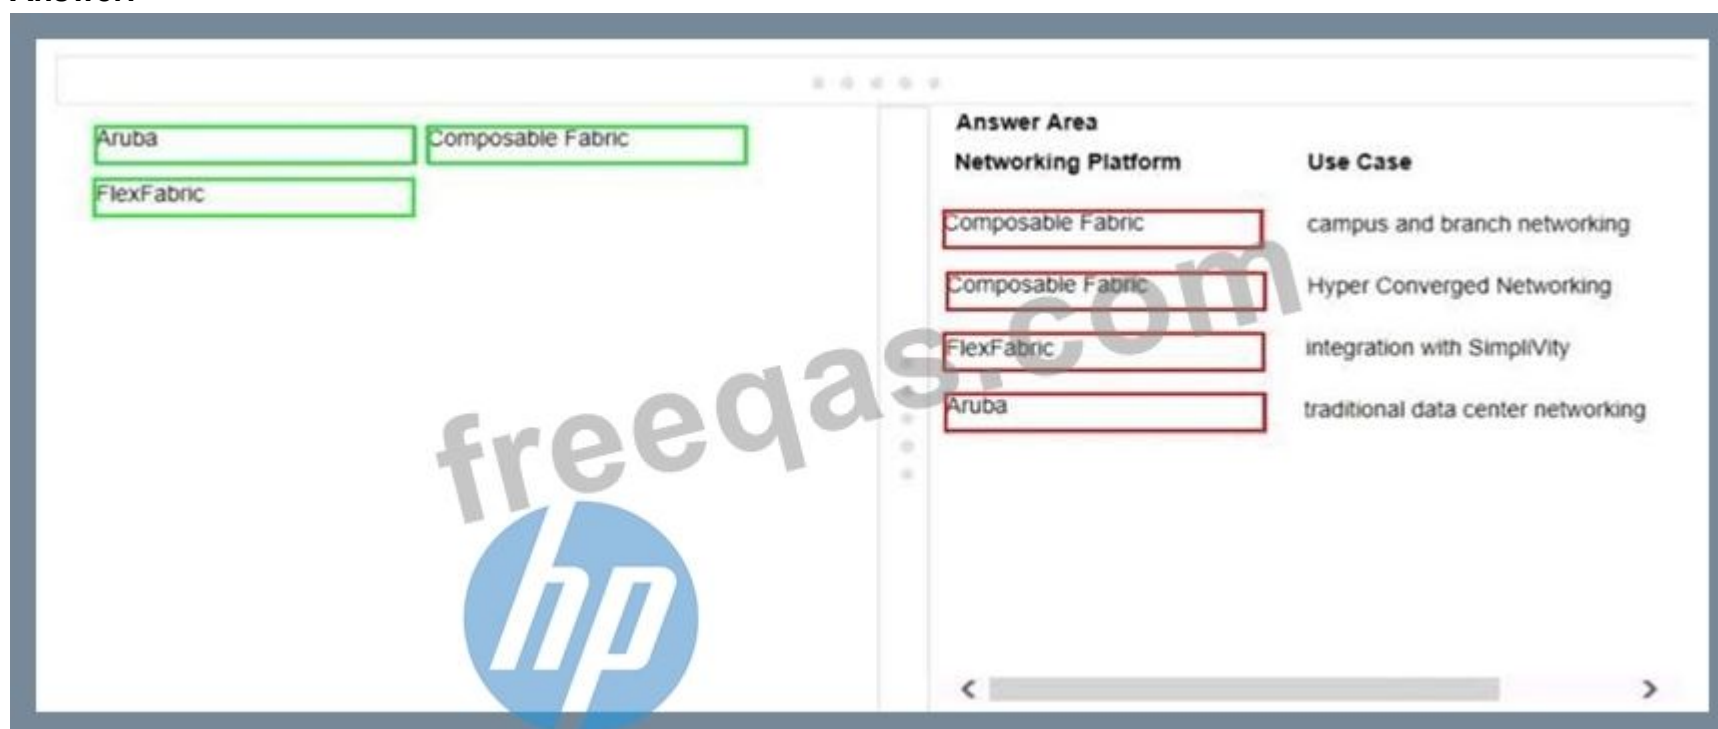 Aruba
Composable Fabric
FlexFabric
Answer Area
Networking Platform
Use Case
Composable Fabric
campus and branch networking
Composable Fabric
Hyper Converged Networking
FlexFabric
integration with SimpliVity
Aruba
traditional data center networking
freeqas.com
hp